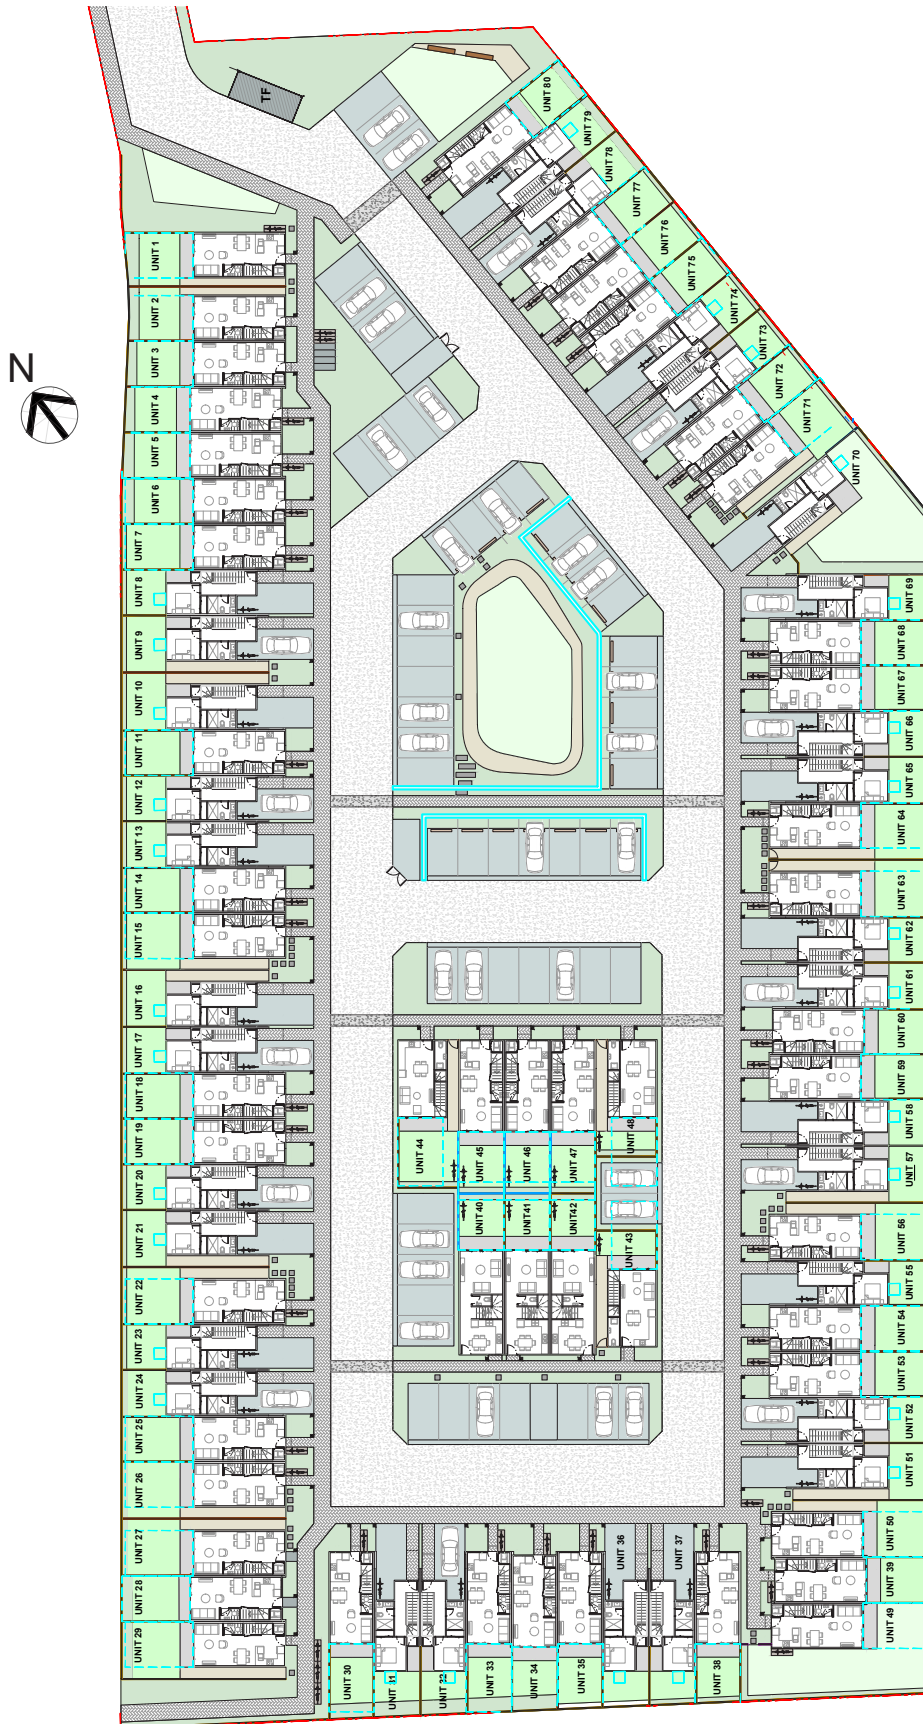 TF
UNIT 80
UNIT 79
UNIT 78
UNIT 77
UNIT 76
UNIT 75
UNIT 74
UNIT 73
UNIT 72
UNIT 71
UNIT 70
N
UNIT 1
UNIT 2
UNIT 3
UNIT 4
UNIT 5
UNIT 6
UNIT 7
UNIT 8
UNIT 9
UNIT 10
UNIT 11
UNIT 12
UNIT 13
UNIT 14
UNIT 15
UNIT 16
UNIT 17
UNIT 18
UNIT 19
UNIT 20
UNIT 21
UNIT 22
UNIT 23
UNIT 24
UNIT 25
UNIT 26
UNIT 27
UNIT 28
UNIT 29
UNIT 44
UNIT 45
UNIT 46
UNIT 47
UNIT 48
UNIT 40
UNIT41
UNIT42
UNIT 43
UNIT 69
UNIT 68
UNIT 67
UNIT 66
UNIT 65
UNIT 64
UNIT 63
UNIT 62
UNIT 61
UNIT 60
UNIT 59
UNIT 58
UNIT 57
UNIT 56
UNIT 55
UNIT 54
UNIT 53
UNIT 52
UNIT 51
UNIT 50
UNIT 39
UNIT 49
UNIT 30
UNIT 31
UNIT 32
UNIT 33
UNIT 34
UNIT 35
UNIT 36
UNIT 37
UNIT 38